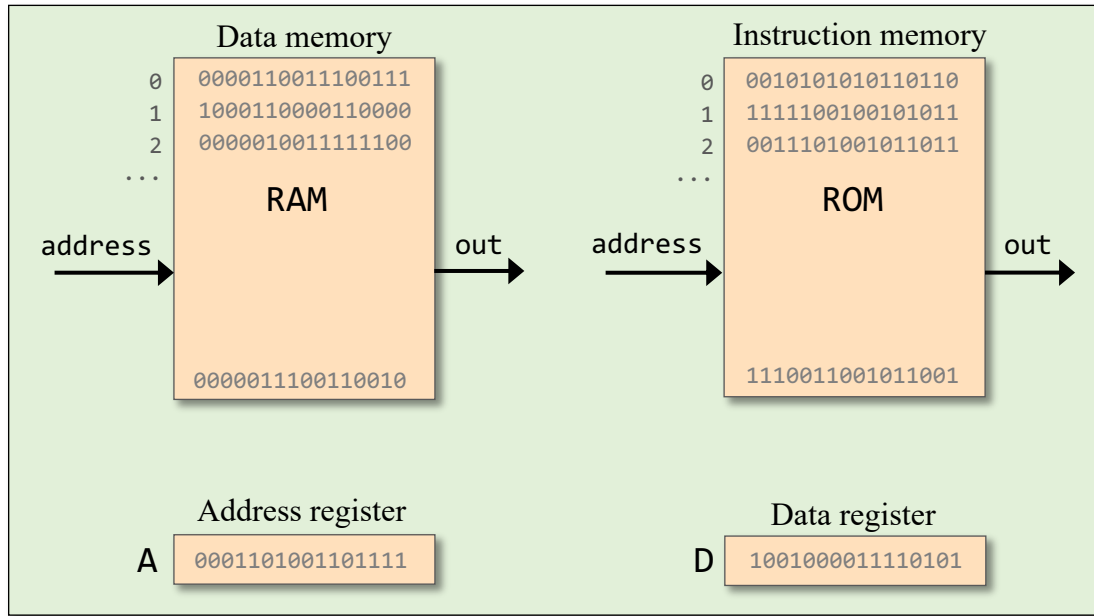 Data memory
0 0000110011100111
1 1000110000110000
2 0000010011111100
...
RAM
address
out
0000011100110010
Instruction memory
0 0010101010110110
1 1111100100101011
2 0011101001011011
...
ROM
address
out
1110011001011001
Address register
A 0001101001101111
Data register
D 1001000011110101